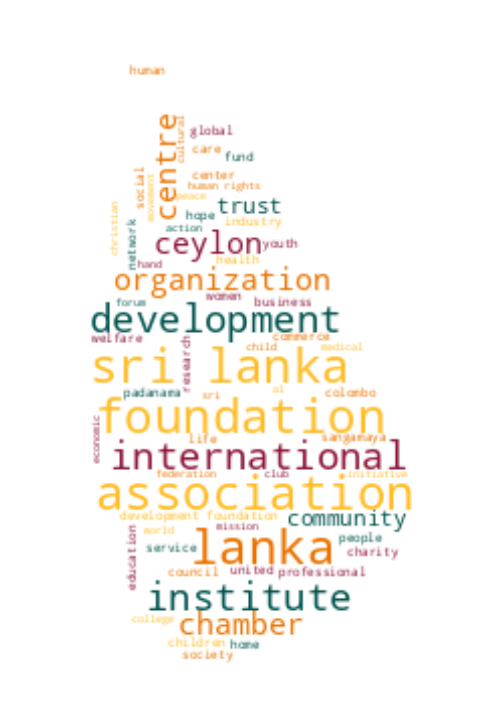 human
centre
cultural
global
care
fund
social
movement
center
human rights
peace
trust
christian
network
hope
industry
action
ceylon
youth
health
hand
organization
women
forum
business
development
welfare
research
commerce
child
medical
sri lanka
padanama
sri
al
colombo
foundation
economic
life
sangamaya
international
federation
club
initiative
association
development foundation
community
mission
world
education
lanka
people
service
charity
council
united
professional
institute
college
chamber
children
home
society